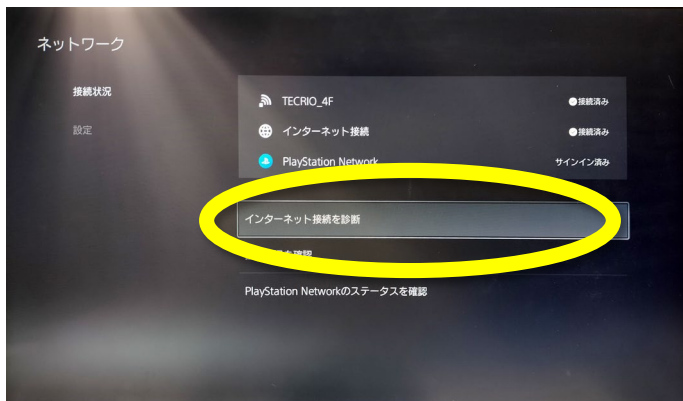 ネットワーク
接続状況
設定
TECRIO_4F
接続済み
インターネット接続
接続済み
PlayStation Network
サインイン済み
インターネット接続を診断
を確認
PlayStation Networkのステータスを確認